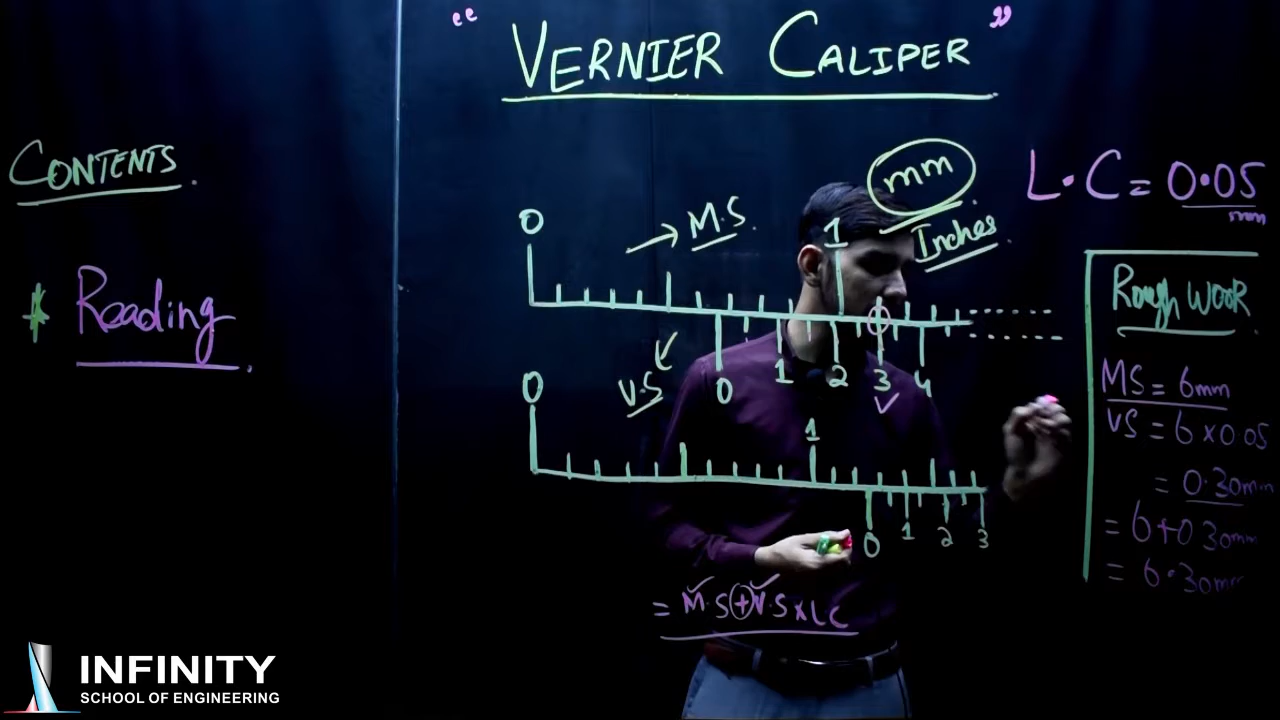 “ VERNIER CALIPER ”
CONTENTS.
* Reading.
mm
Inches.
L.C = 0.05
mm
0 → M.S. 1
V.S 0 1 2 3 4
0 1
0 1 2 3
= M.S + V.S x LC
Rough WOOR
MS = 6mm
VS = 6 x 0.05
= 0.30mm
= 6+0.30mm
= 6.30mm
INFINITY
SCHOOL OF ENGINEERING